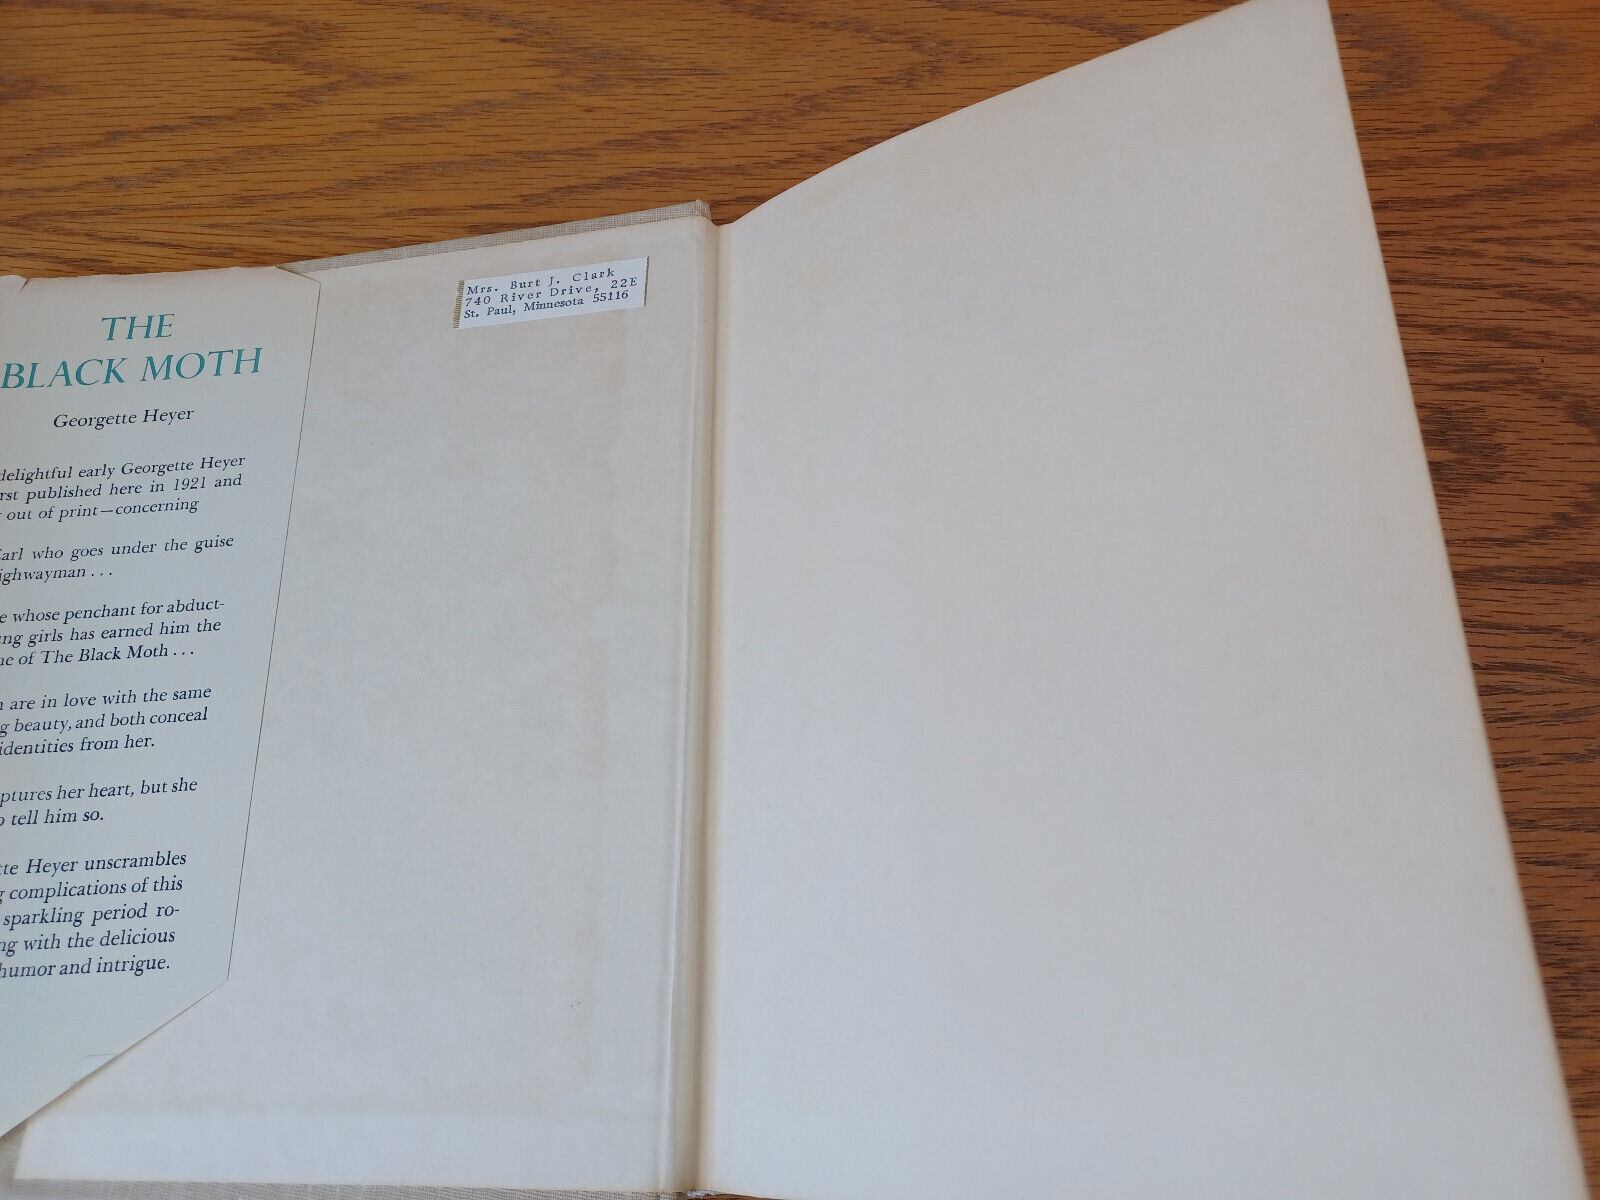 THE
BLACK MOTH
Georgette Heyer
delightful early Georgette Heyer
rst published here in 1921 and
out of print—concerning
Earl who goes under the guise
ighwayman . . .
e whose penchant for abduct-
ung girls has earned him the
me of The Black Moth . . .
n are in love with the same
g beauty, and both conceal
identities from her.
ptures her heart, but she
o tell him so.
tte Heyer unscrambles
g complications of this
sparkling period ro-
ng with the delicious
humor and intrigue.
Mrs. Burt J. Clark
740 River Drive, 22E
St. Paul, Minnesota 55116